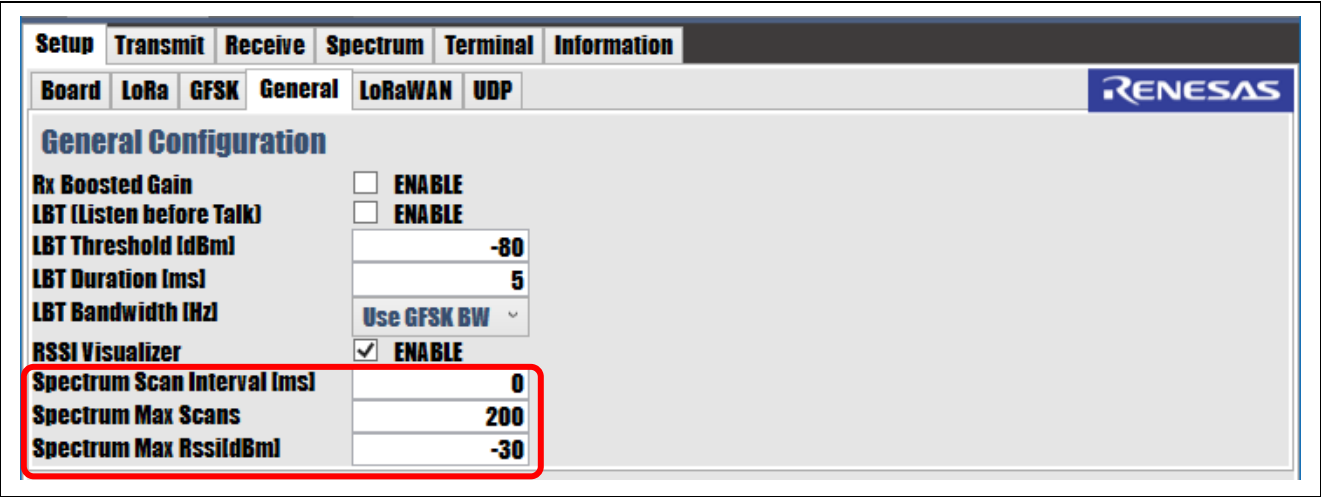 Setup Transmit Receive Spectrum Terminal Information
Board LoRa GFSK General LoRaWAN UDP RENESAS
General Configuration
Rx Boosted Gain ENABLE
LBT (Listen before Talk) ENABLE
LBT Threshold [dBm] -80
LBT Duration [ms] 5
LBT Bandwidth [Hz] Use GFSK BW
RSSI Visualizer ENABLE
Spectrum Scan Interval [ms] 0
Spectrum Max Scans 200
Spectrum Max Rssi[dBm] -30